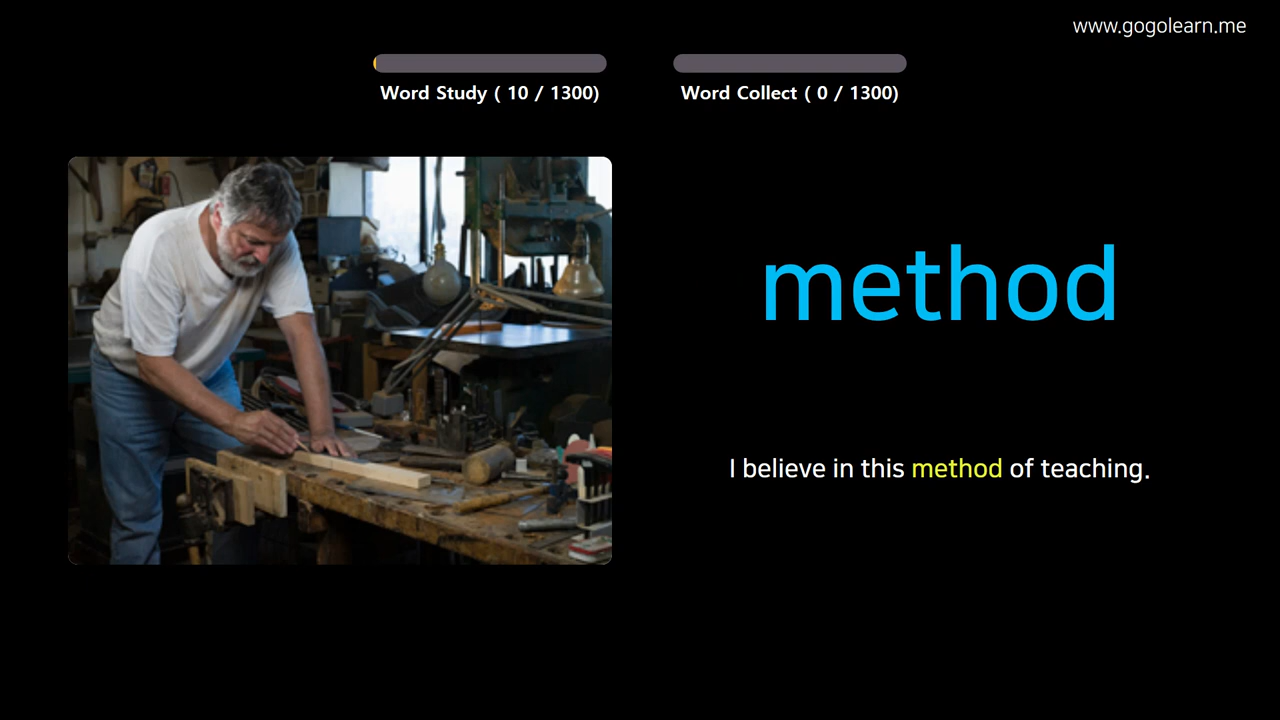 www.gogolearn.me
Word Study ( 10 / 1300)
Word Collect ( 0 / 1300)
method
I believe in this method of teaching.